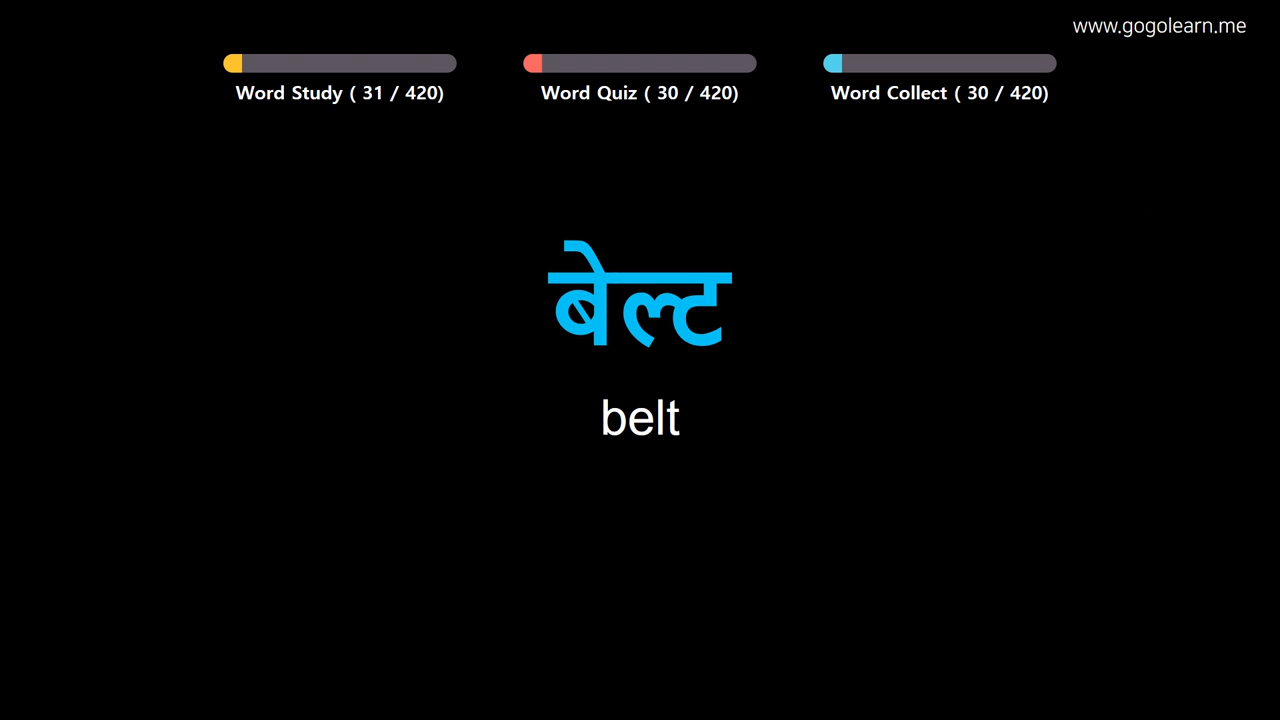 www.gogolearn.me
Word Study ( 31 / 420)
Word Quiz ( 30 / 420)
Word Collect ( 30 / 420)
बेल्ट
belt